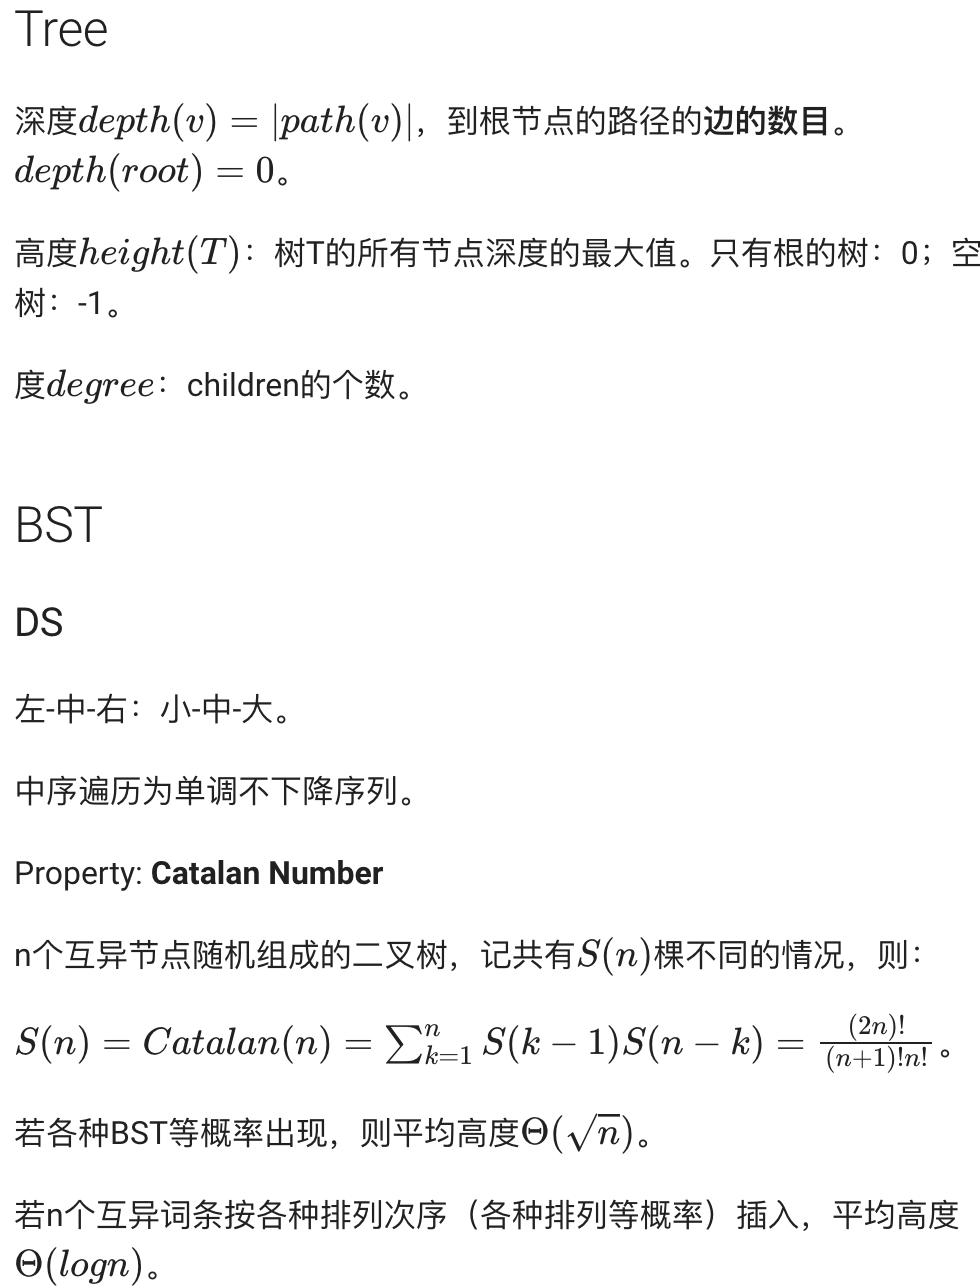 Tree
深度depth(v) = |path(v)|，到根节点的路径的边的数目。
depth(root) = 0。
高度height(T)：树T的所有节点深度的最大值。只有根的树：0；空
树：-1。
度degree：children的个数。
BST
DS
左-中-右：小-中-大。
中序遍历为单调不下降序列。
Property: Catalan Number
n个互异节点随机组成的二叉树，记共有S(n)棵不同的情况，则：
S(n) = Catalan(n) = ∑_{k=1}^{n} S(k − 1)S(n − k) = \frac{(2n)!}{(n+1)!n!}。
若各种BST等概率出现，则平均高度Θ(√n)。
若n个互异词条按各种排列次序（各种排列等概率）插入，平均高度
Θ(logn)。